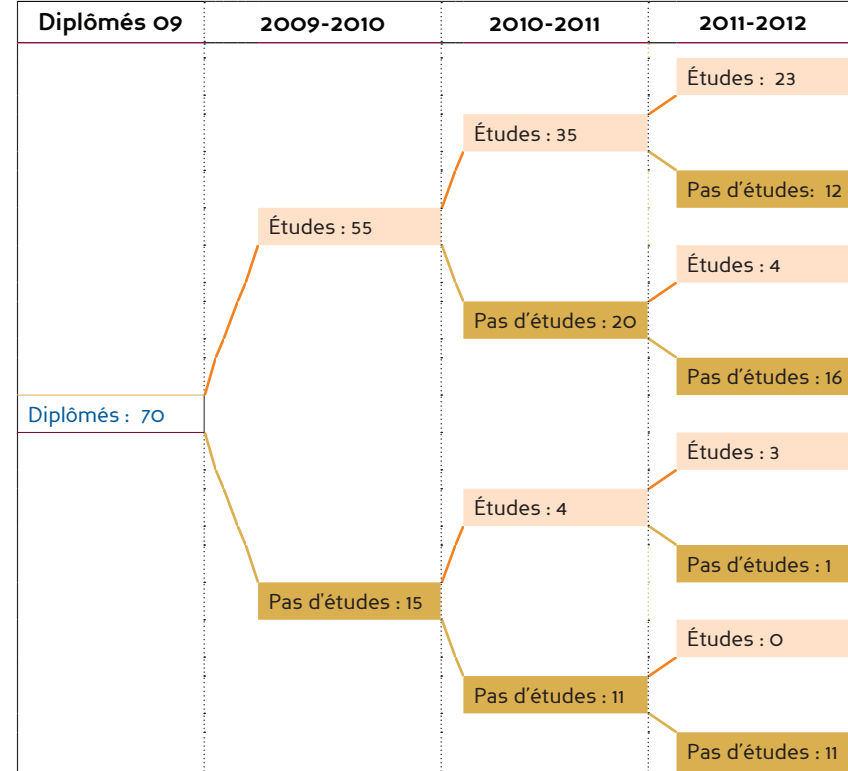 Diplômés 09 2009-2010 2010-2011 2011-2012
Études : 23
Études : 35
Pas d'études: 12
Études : 55
Études : 4
Pas d'études : 20
Pas d'études : 16
Diplômés : 70
Études : 3
Études : 4
Pas d'études : 1
Pas d'études : 15
Études : 0
Pas d'études : 11
Pas d'études : 11